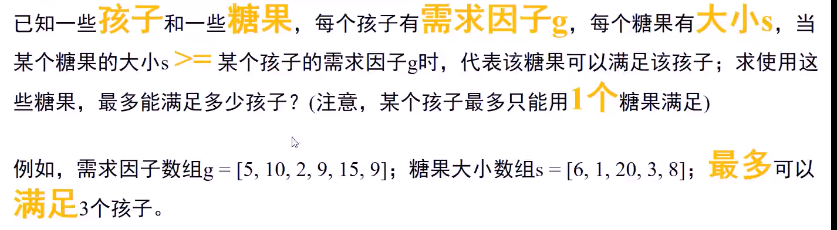 已知一些孩子和一些糖果，每个孩子有需求因子g，每个糖果有大小s，当
某个糖果的大小s >= 某个孩子的需求因子g时，代表该糖果可以满足该孩子；求使用这
些糖果，最多能满足多少孩子？(注意，某个孩子最多只能用1个糖果满足)
例如，需求因子数组g = [5, 10, 2, 9, 15, 9]；糖果大小数组s = [6, 1, 20, 3, 8]；最多可以
满足3个孩子。